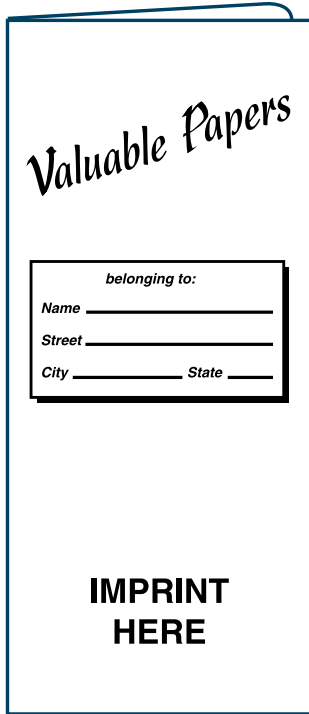 Valuable Papers
belonging to:
Name
Street
City State
IMPRINT
HERE